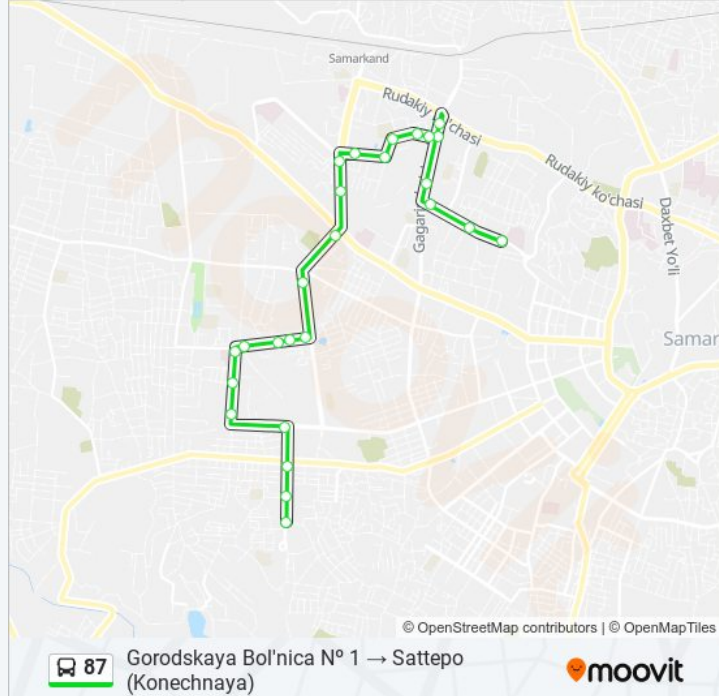 Samarkand
Rudakiy ko'chasi
Rudakiy ko'chasi
Daxbet Yo'li
Samar
© OpenStreetMap contributors | © OpenMapTiles
87 Gorodskaya Bol'nica Nº 1 → Sattepo
(Konechnaya)
moovit